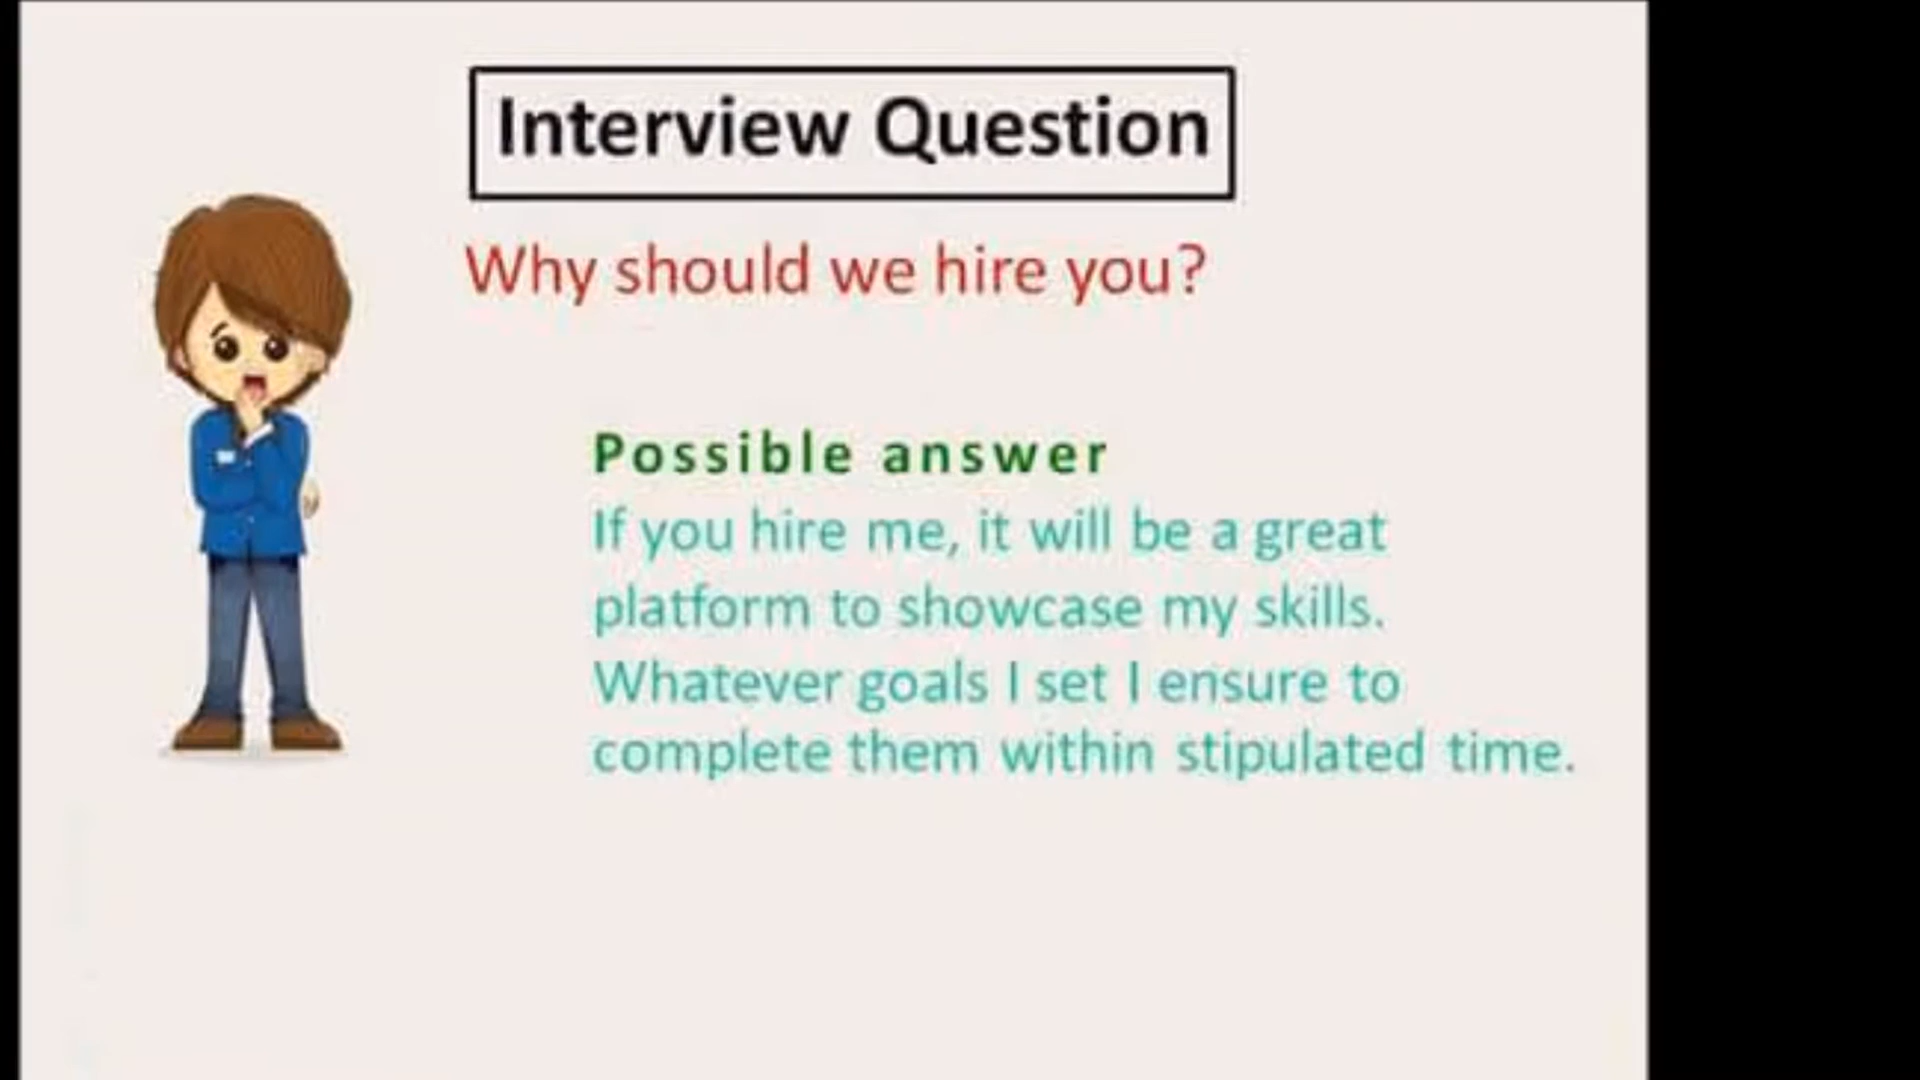 Interview Question
Why should we hire you?
Possible answer
If you hire me, it will be a great
platform to showcase my skills.
Whatever goals I set I ensure to
complete them within stipulated time.